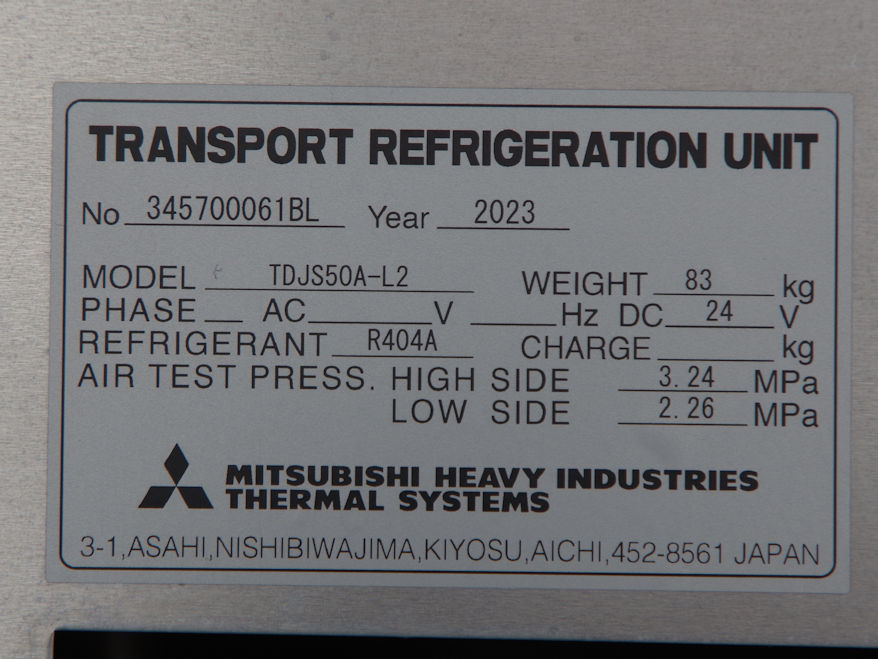 TRANSPORT REFRIGERATION UNIT
No 345700061BL Year 2023
MODEL TDJS50A-L2 WEIGHT 83 kg
PHASE AC V Hz DC 24 V
REFRIGERANT R404A CHARGE kg
AIR TEST PRESS. HIGH SIDE 3.24 MPa
LOW SIDE 2.26 MPa
MITSUBISHI HEAVY INDUSTRIES
THERMAL SYSTEMS
3-1,ASAHI,NISHIBIWAJIMA,KIYOSU,AICHI,452-8561 JAPAN